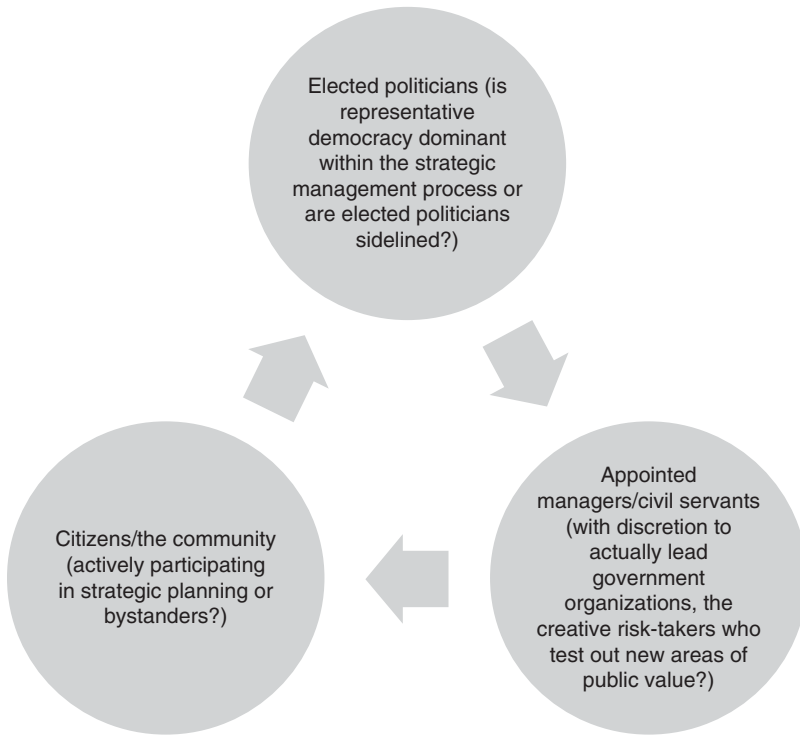 Elected politicians (is
representative
democracy dominant
within the strategic
management process or
are elected politicians
sidelined?)
Appointed
managers/civil servants
(with discretion to
actually lead
government
organizations, the
creative risk-takers who
test out new areas of
public value?)
Citizens/the community
(actively participating
in strategic planning or
bystanders?)